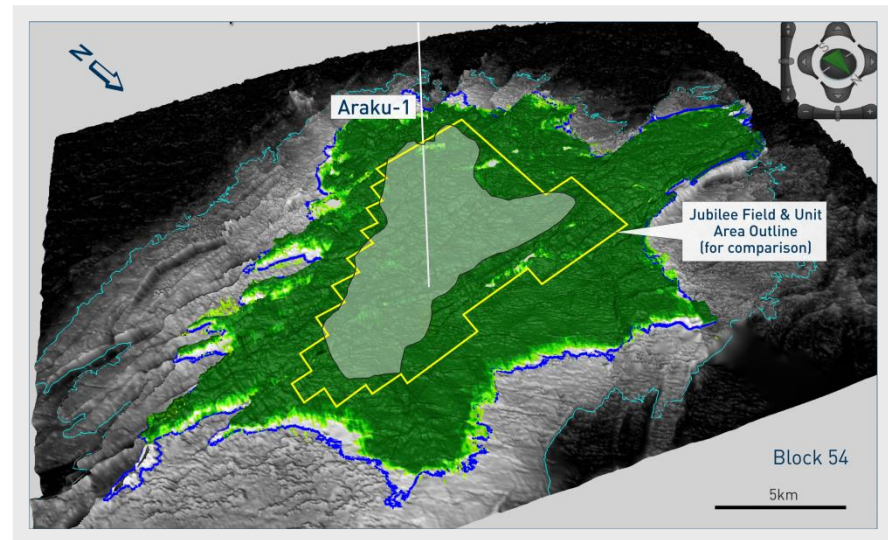 N
Araku-1
Jubilee Field & Unit
Area Outline
(for comparison)
Block 54
5km